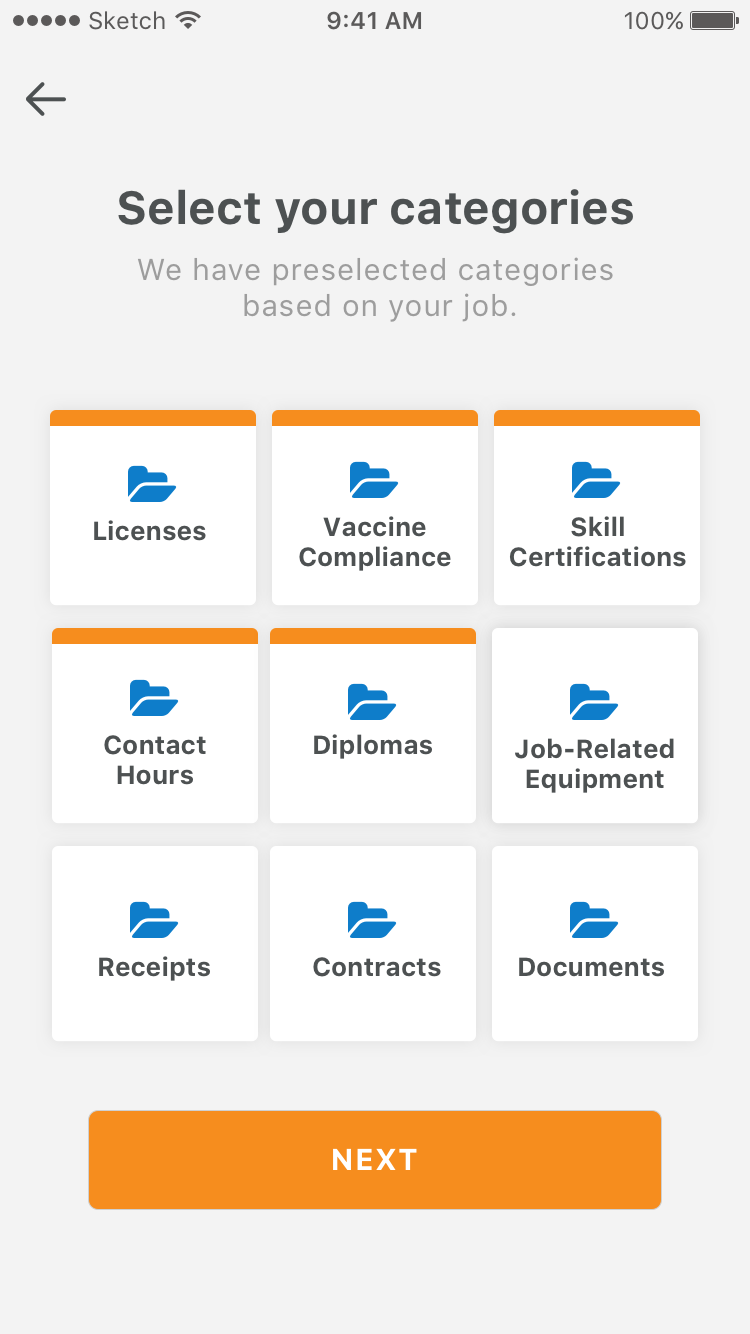 Sketch 9:41 AM 100%
Select your categories
We have preselected categories
based on your job.
Licenses
Vaccine
Compliance
Skill
Certifications
Contact
Hours
Diplomas
Job-Related
Equipment
Receipts
Contracts
Documents
NEXT